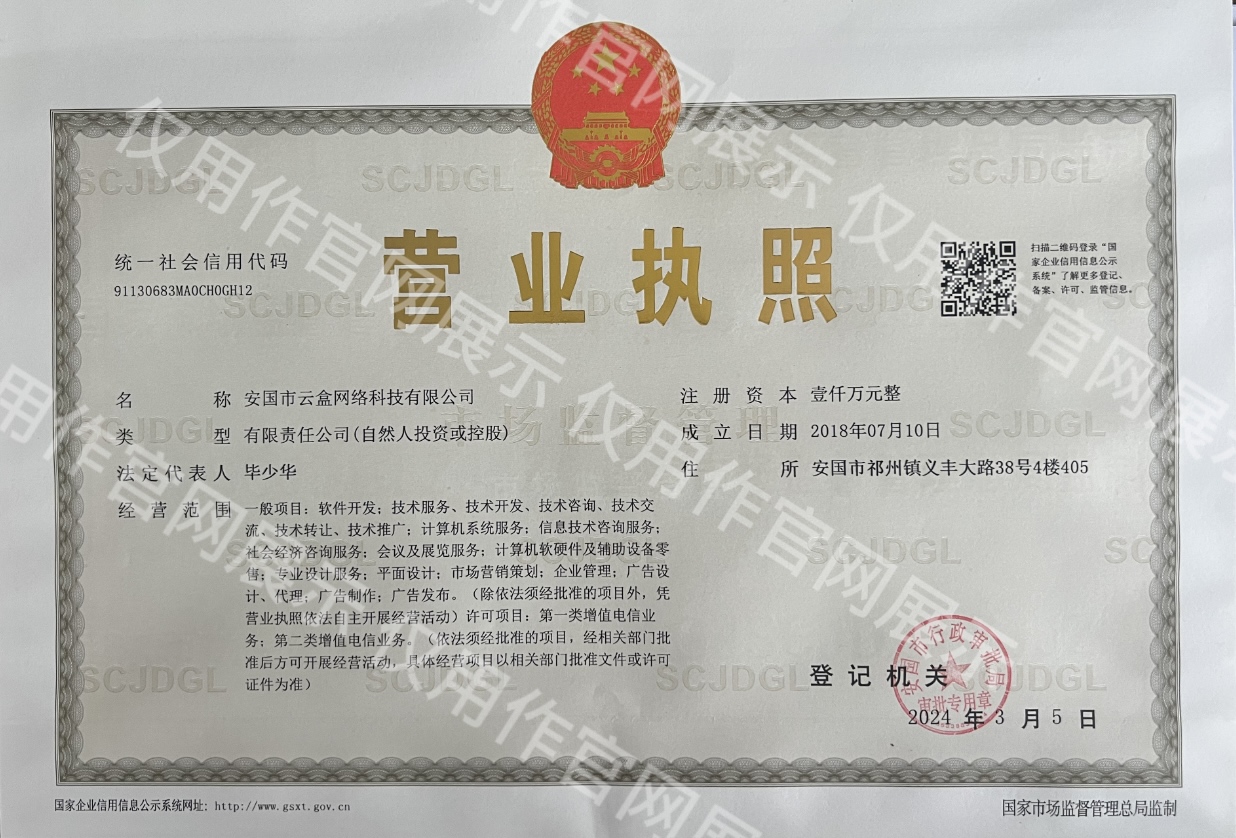 营业执照
统一社会信用代码
91130683MA0CH0GH12
扫描二维码登录“国
家企业信用信息公示
系统”了解更多登记、
备案、许可、监管信息。
名称 安国市云盒网络科技有限公司
类型 有限责任公司(自然人投资或控股)
法定代表人 毕少华
经营范围 一般项目：软件开发；技术服务、技术开发、技术咨询、技术交
流、技术转让、技术推广；计算机系统服务；信息技术咨询服务；
社会经济咨询服务；会议及展览服务；计算机软硬件及辅助设备零
售；专业设计服务；平面设计；市场营销策划；企业管理；广告设
计、代理；广告制作；广告发布。（除依法须经批准的项目外，凭
营业执照依法自主开展经营活动）许可项目：第一类增值电信业
务；第二类增值电信业务。（依法须经批准的项目，经相关部门批
准后方可开展经营活动，具体经营项目以相关部门批准文件或许可
证件为准）
注册资本 壹仟万元整
成立日期 2018年07月10日
住所 安国市祁州镇义丰大路38号4楼405
登记机关
安国市行政审批局
审批专用章
2024年3月5日
国家企业信用信息公示系统网址：http://www.gsxt.gov.cn
国家市场监督管理总局监制
仅用作官网展示
SCJDGL
市场监督管理